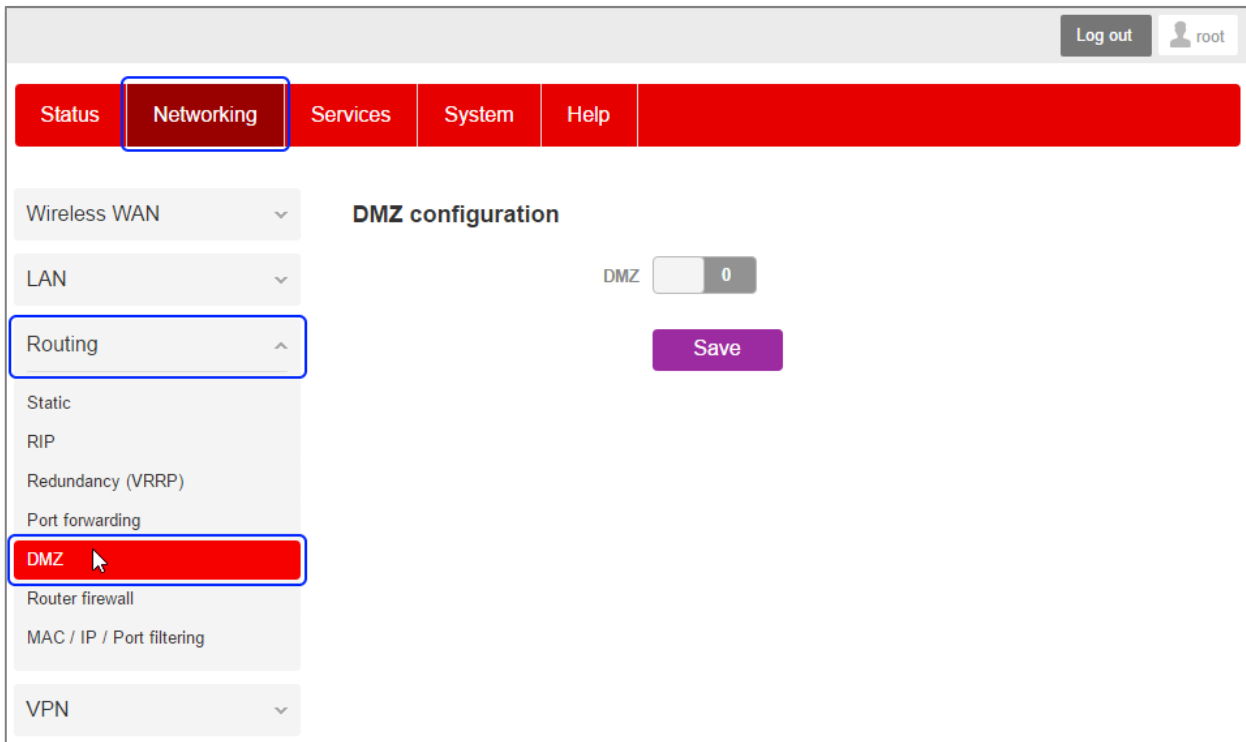 Log out root
Status Networking Services System Help
Wireless WAN
DMZ configuration
DMZ 0
LAN
Save
Routing
Static
RIP
Redundancy (VRRP)
Port forwarding
DMZ
Router firewall
MAC / IP / Port filtering
VPN